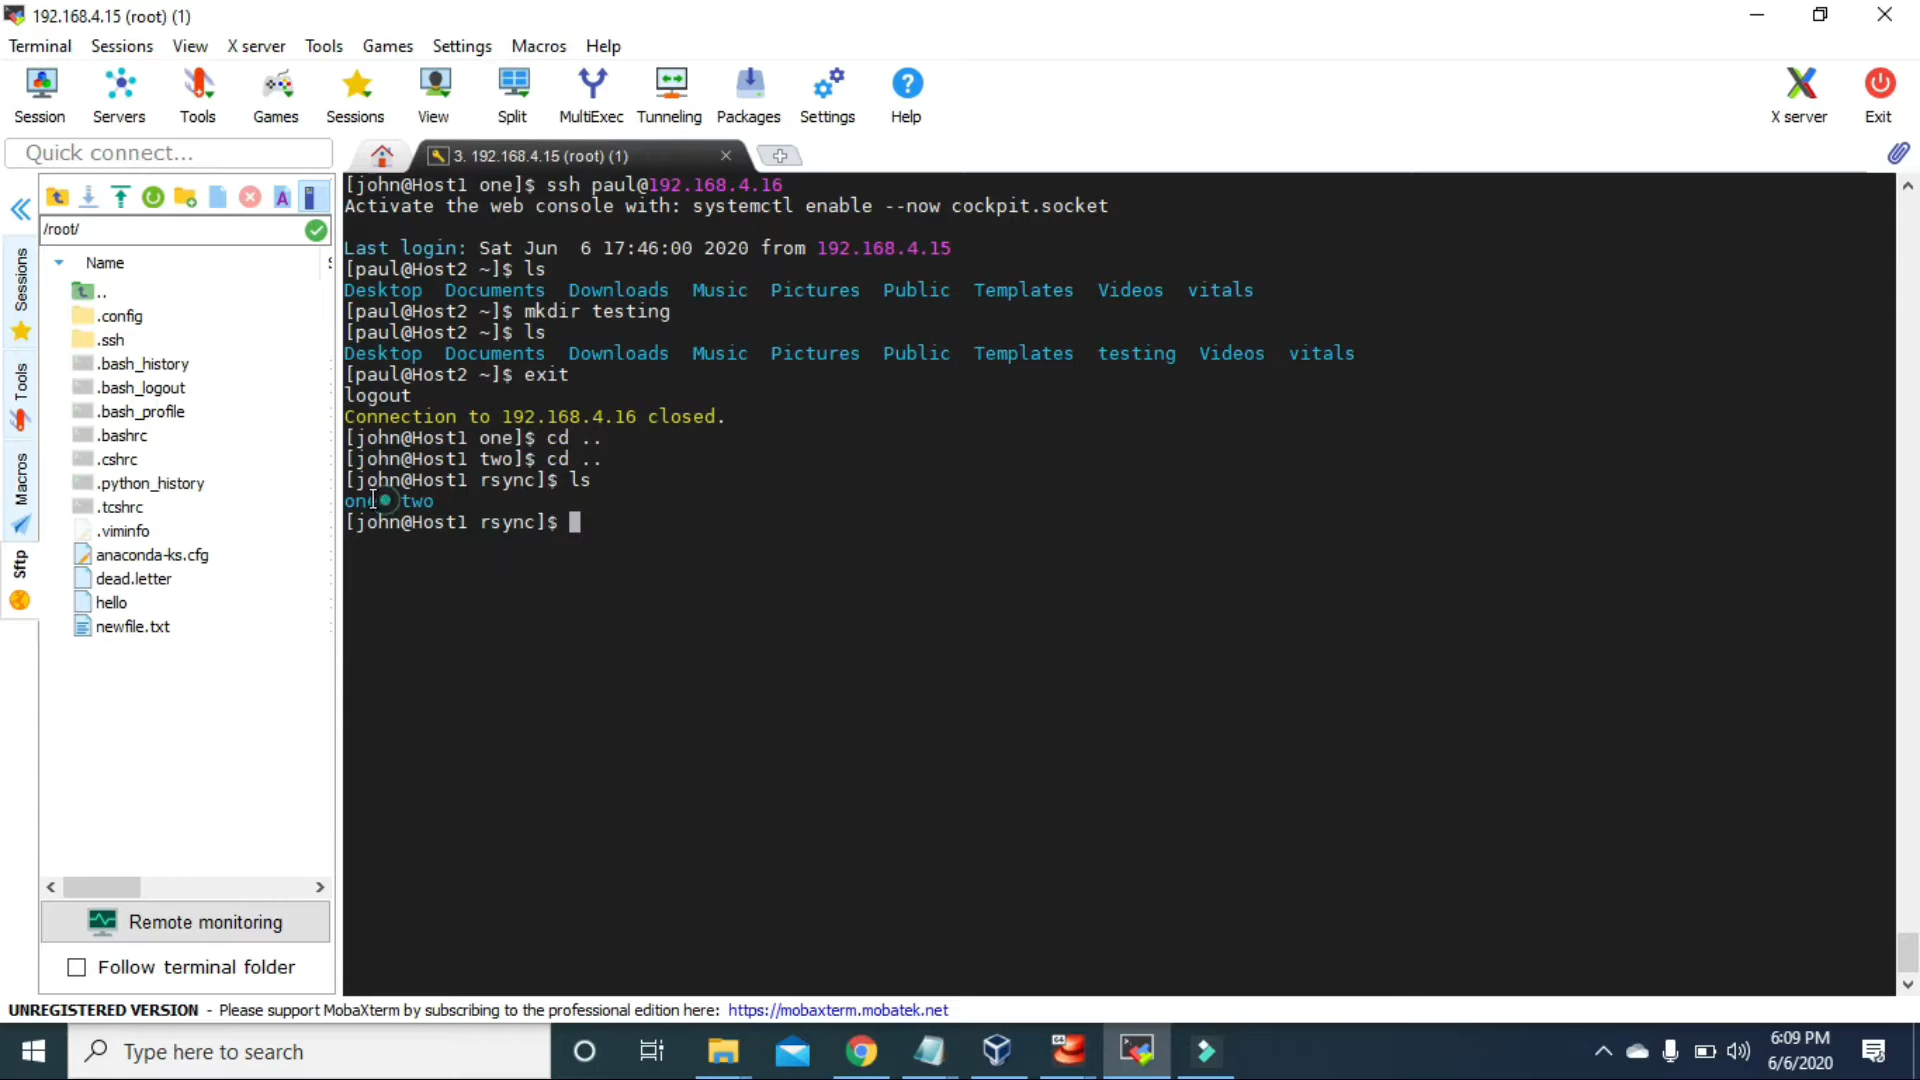 192.168.4.15 (root) (1)
Terminal Sessions View X server Tools Games Settings Macros Help
Session Servers Tools Games Sessions View Split MultiExec Tunneling Packages Settings Help X server Exit
Quick connect...
3. 192.168.4.15 (root) (1)
/root/
Name
..
.config
.ssh
.bash_history
.bash_logout
.bash_profile
.bashrc
.cshrc
.python_history
.tcshrc
.viminfo
anaconda-ks.cfg
dead.letter
hello
newfile.txt
Sessions
Tools
Macros
Sftp
Remote monitoring
Follow terminal folder
[john@Host1 one]$ ssh paul@192.168.4.16
Activate the web console with: systemctl enable --now cockpit.socket
Last login: Sat Jun  6 17:46:00 2020 from 192.168.4.15
[paul@Host2 ~]$ ls
Desktop  Documents  Downloads  Music  Pictures  Public  Templates  Videos  vitals
[paul@Host2 ~]$ mkdir testing
[paul@Host2 ~]$ ls
Desktop  Documents  Downloads  Music  Pictures  Public  Templates  testing  Videos  vitals
[paul@Host2 ~]$ exit
logout
Connection to 192.168.4.16 closed.
[john@Host1 one]$ cd ..
[john@Host1 two]$ cd ..
[john@Host1 rsync]$ ls
one  two
[john@Host1 rsync]$
UNREGISTERED VERSION - Please support MobaXterm by subscribing to the professional edition here: https://mobaxterm.mobatek.net
Type here to search
64
6:09 PM
6/6/2020